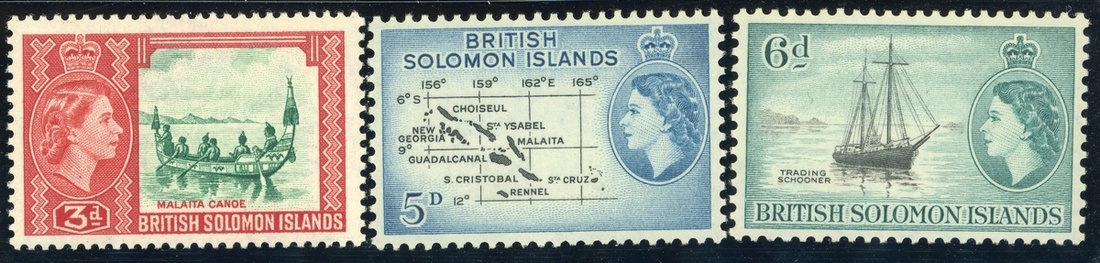 3d
MALAITA CANOE
BRITISH SOLOMON ISLANDS
BRITISH
SOLOMON ISLANDS
156° 159° 162°E 165°
6°S
CHOISEUL
NEW
GEORGIA
STA YSABEL
MALAITA
9°
GUADALCANAL
S. CRISTOBAL
STA CRUZ
RENNEL
12°
5D
6d
TRADING
SCHOONER
BRITISH SOLOMON ISLANDS